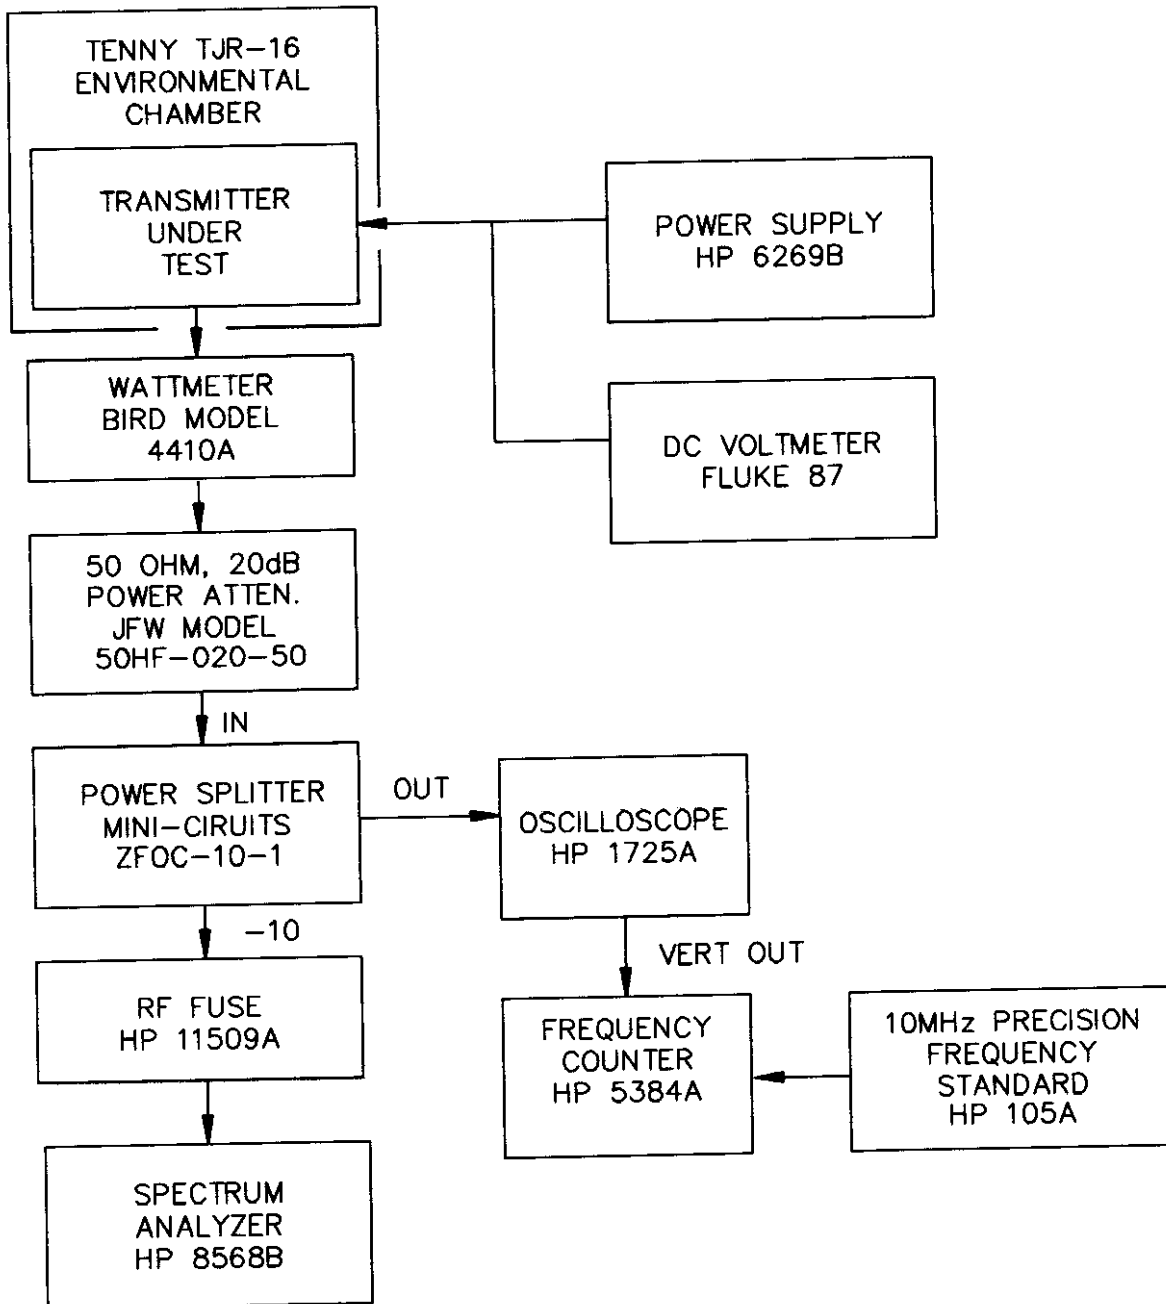 TENNY TJR-16
ENVIRONMENTAL
CHAMBER
TRANSMITTER
UNDER
TEST
POWER SUPPLY
HP 6269B
WATTMETER
BIRD MODEL
4410A
DC VOLTMETER
FLUKE 87
50 OHM, 20dB
POWER ATTEN.
JFW MODEL
50HF-020-50
IN
POWER SPLITTER
MINI-CIRUITS
ZFOC-10-1
OUT
OSCILLOSCOPE
HP 1725A
-10
VERT OUT
RF FUSE
HP 11509A
FREQUENCY
COUNTER
HP 5384A
10MHz PRECISION
FREQUENCY
STANDARD
HP 105A
SPECTRUM
ANALYZER
HP 8568B